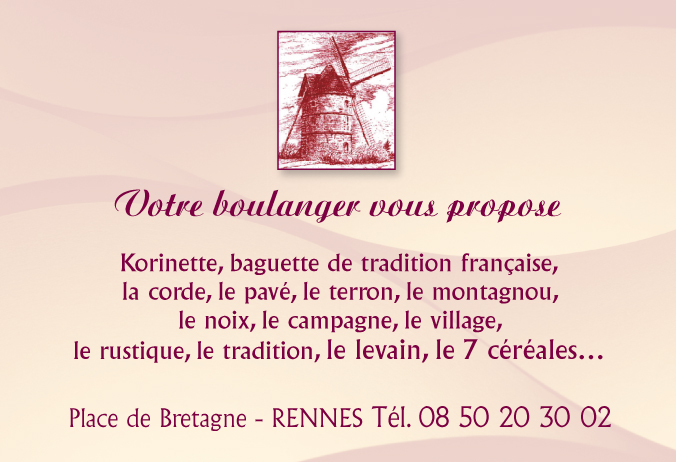 Votre boulanger vous propose
Korinette, baguette de tradition française,
la corde, le pavé, le terron, le montagnou,
le noix, le campagne, le village,
le rustique, le tradition, le levain, le 7 céréales...
Place de Bretagne - RENNES Tél. 08 50 20 30 02